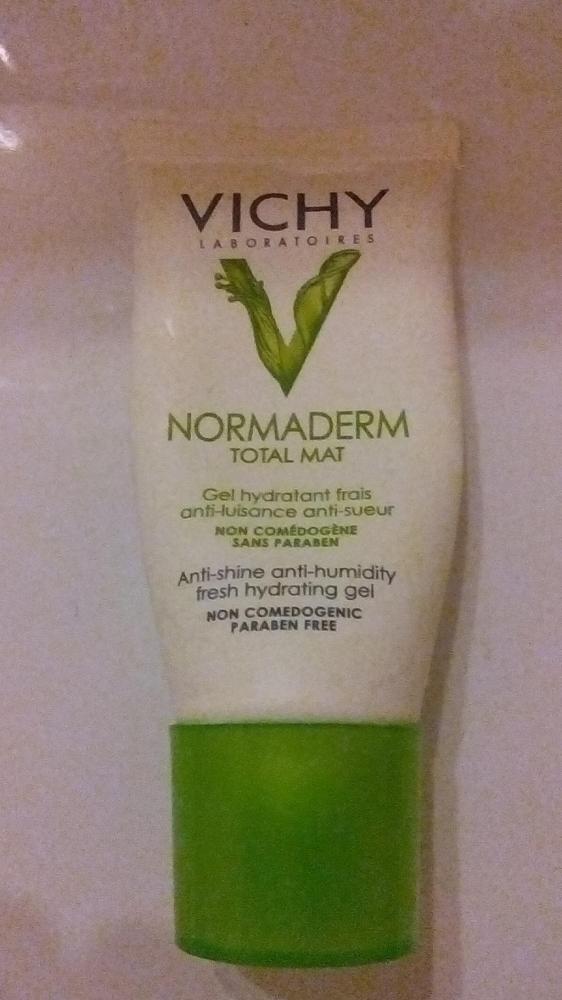 VICHY
LABORATOIRES
NORMADERM
TOTAL MAT
Gel hydratant frais
anti-luisance anti-sueur
NON COMÉDOGÈNE
SANS PARABEN
Anti-shine anti-humidity
fresh hydrating gel
NON COMEDOGENIC
PARABEN FREE